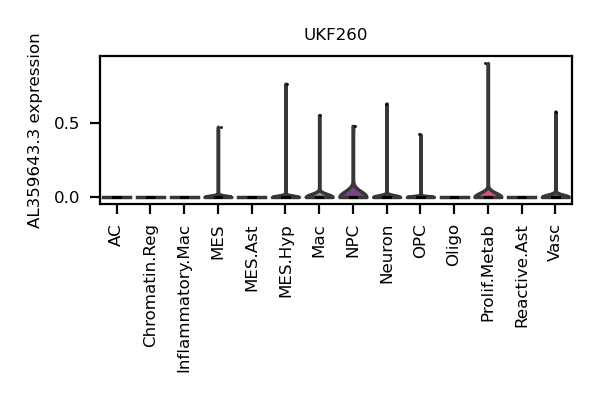 UKF260
AL359643.3 expression
0.5
0.0
AC
Chromatin.Reg
Inflammatory.Mac
MES
MES.Ast
MES.Hyp
Mac
NPC
Neuron
OPC
Oligo
Prolif.Metab
Reactive.Ast
Vasc